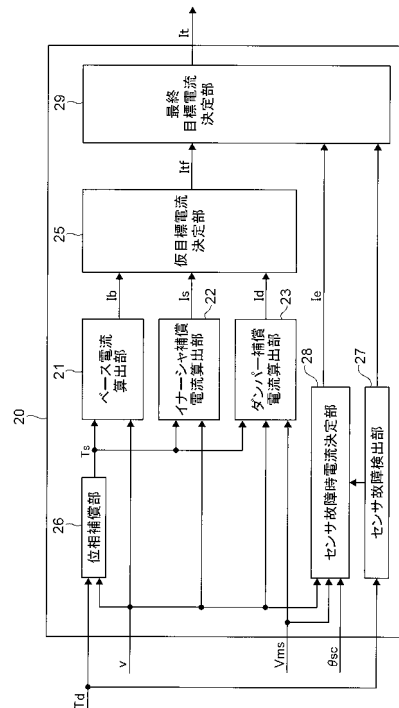 20
Td
v
Vms
θsc
26
位相補償部
Ts
21
ベース電流
算出部
22
イナーシャ補償
電流算出部
23
ダンパー補償
電流算出部
28
センサ故障時電流決定部
27
センサ故障検出部
Ib
Is
Id
Ie
25
仮目標電流
決定部
Itf
29
最終
目標電流
決定部
It